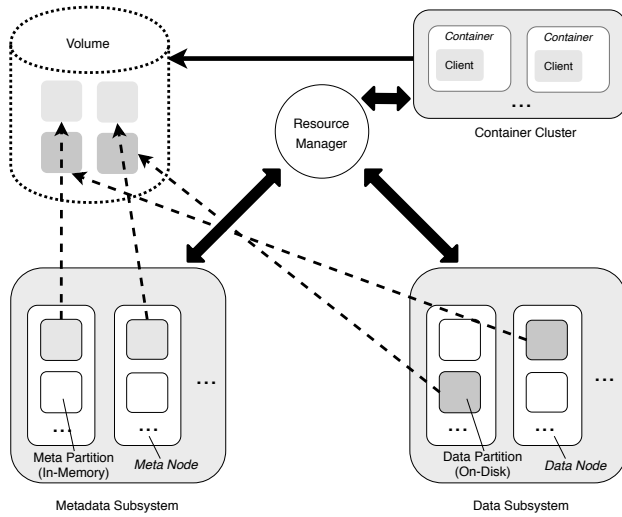 Volume
Container
Container
Client
Client
...
Container Cluster
Resource
Manager
...
...
...
...
Meta Partition
(In-Memory)
Meta Node
Metadata Subsystem
...
...
...
Data Partition
(On-Disk)
Data Node
Data Subsystem